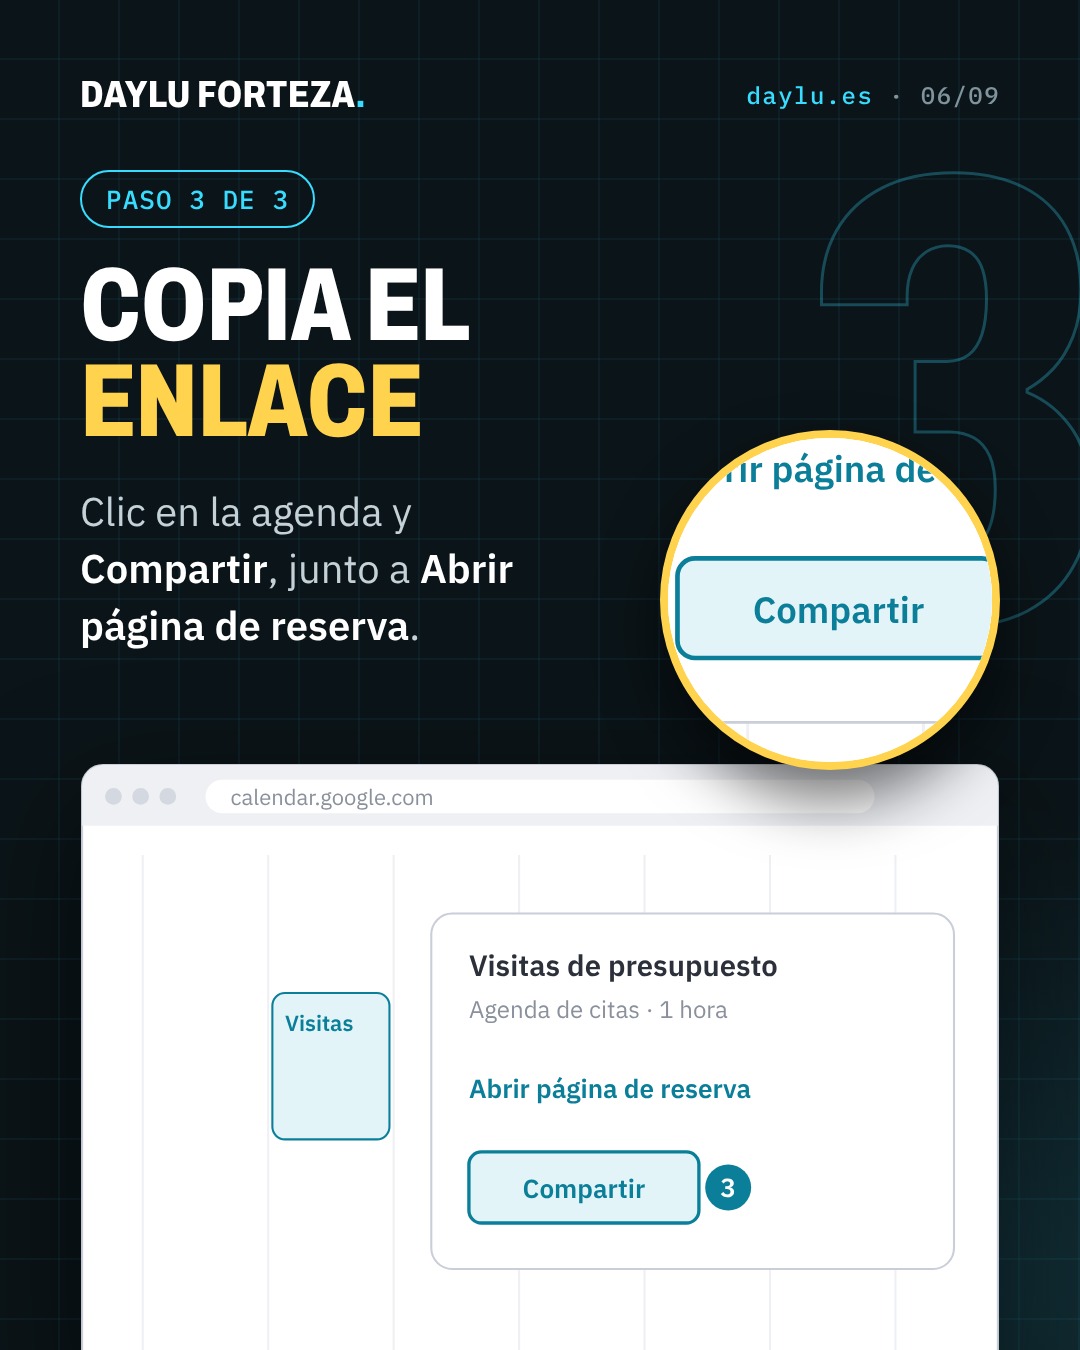 DAYLU FORTEZA.
daylu.es · 06/09
PASO 3 DE 3
3
COPIA EL
ENLACE
Clic en la agenda y
Compartir, junto a Abrir
página de reserva.
rir página de
Compartir
calendar.google.com
Visitas de presupuesto
Agenda de citas · 1 hora
Visitas
Abrir página de reserva
Compartir
3